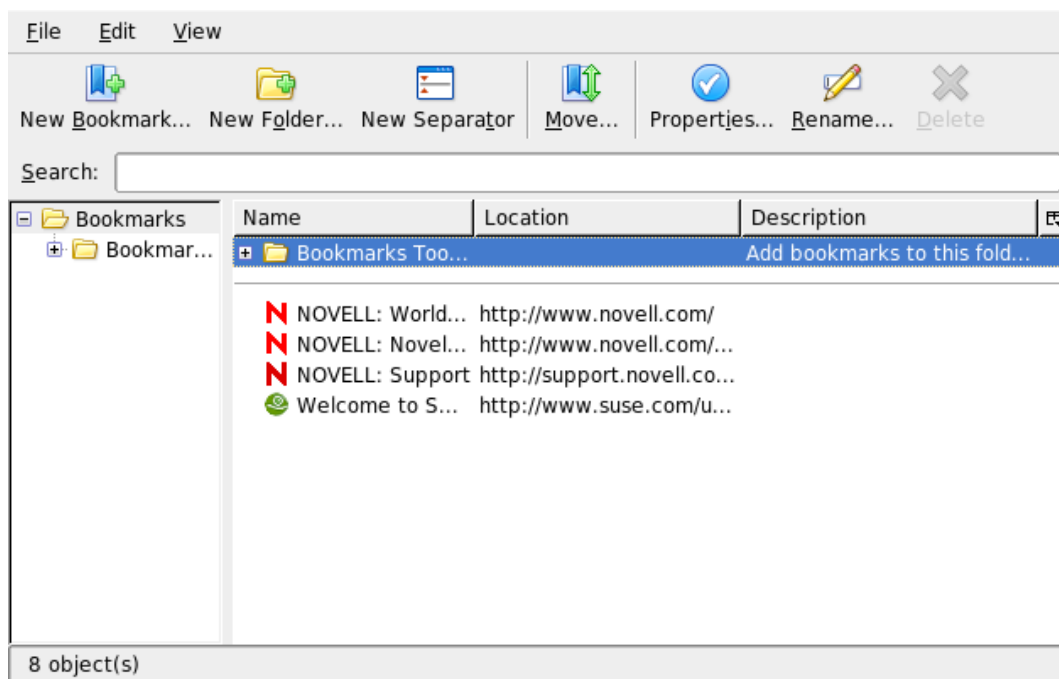 File Edit View
New Bookmark... New Folder... New Separator Move... Properties... Rename... Delete
Search:
Bookmarks
Bookmar...
Name Location Description
Bookmarks Too... Add bookmarks to this fold...
NOVELL: World... http://www.novell.com/
NOVELL: Novel... http://www.novell.com/...
NOVELL: Support http://support.novell.co...
Welcome to S... http://www.suse.com/u...
8 object(s)